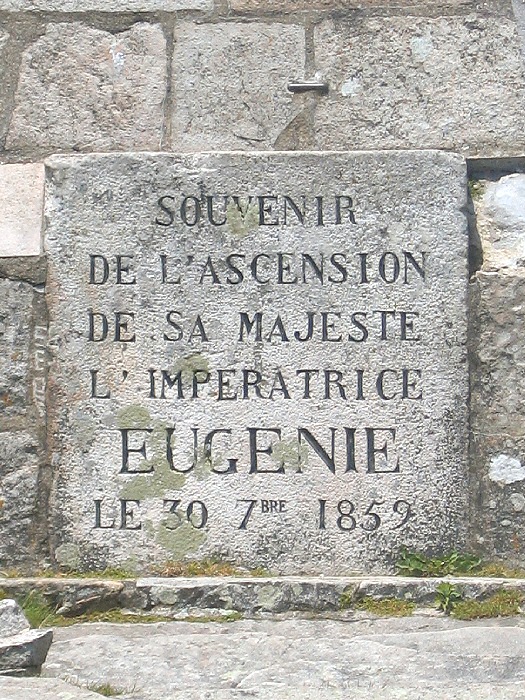 SOUVENIR
DE L'ASCENSION
DE SA MAJESTE
L'IMPERATRICE
EUGENIE
LE 30 7BRE 1859